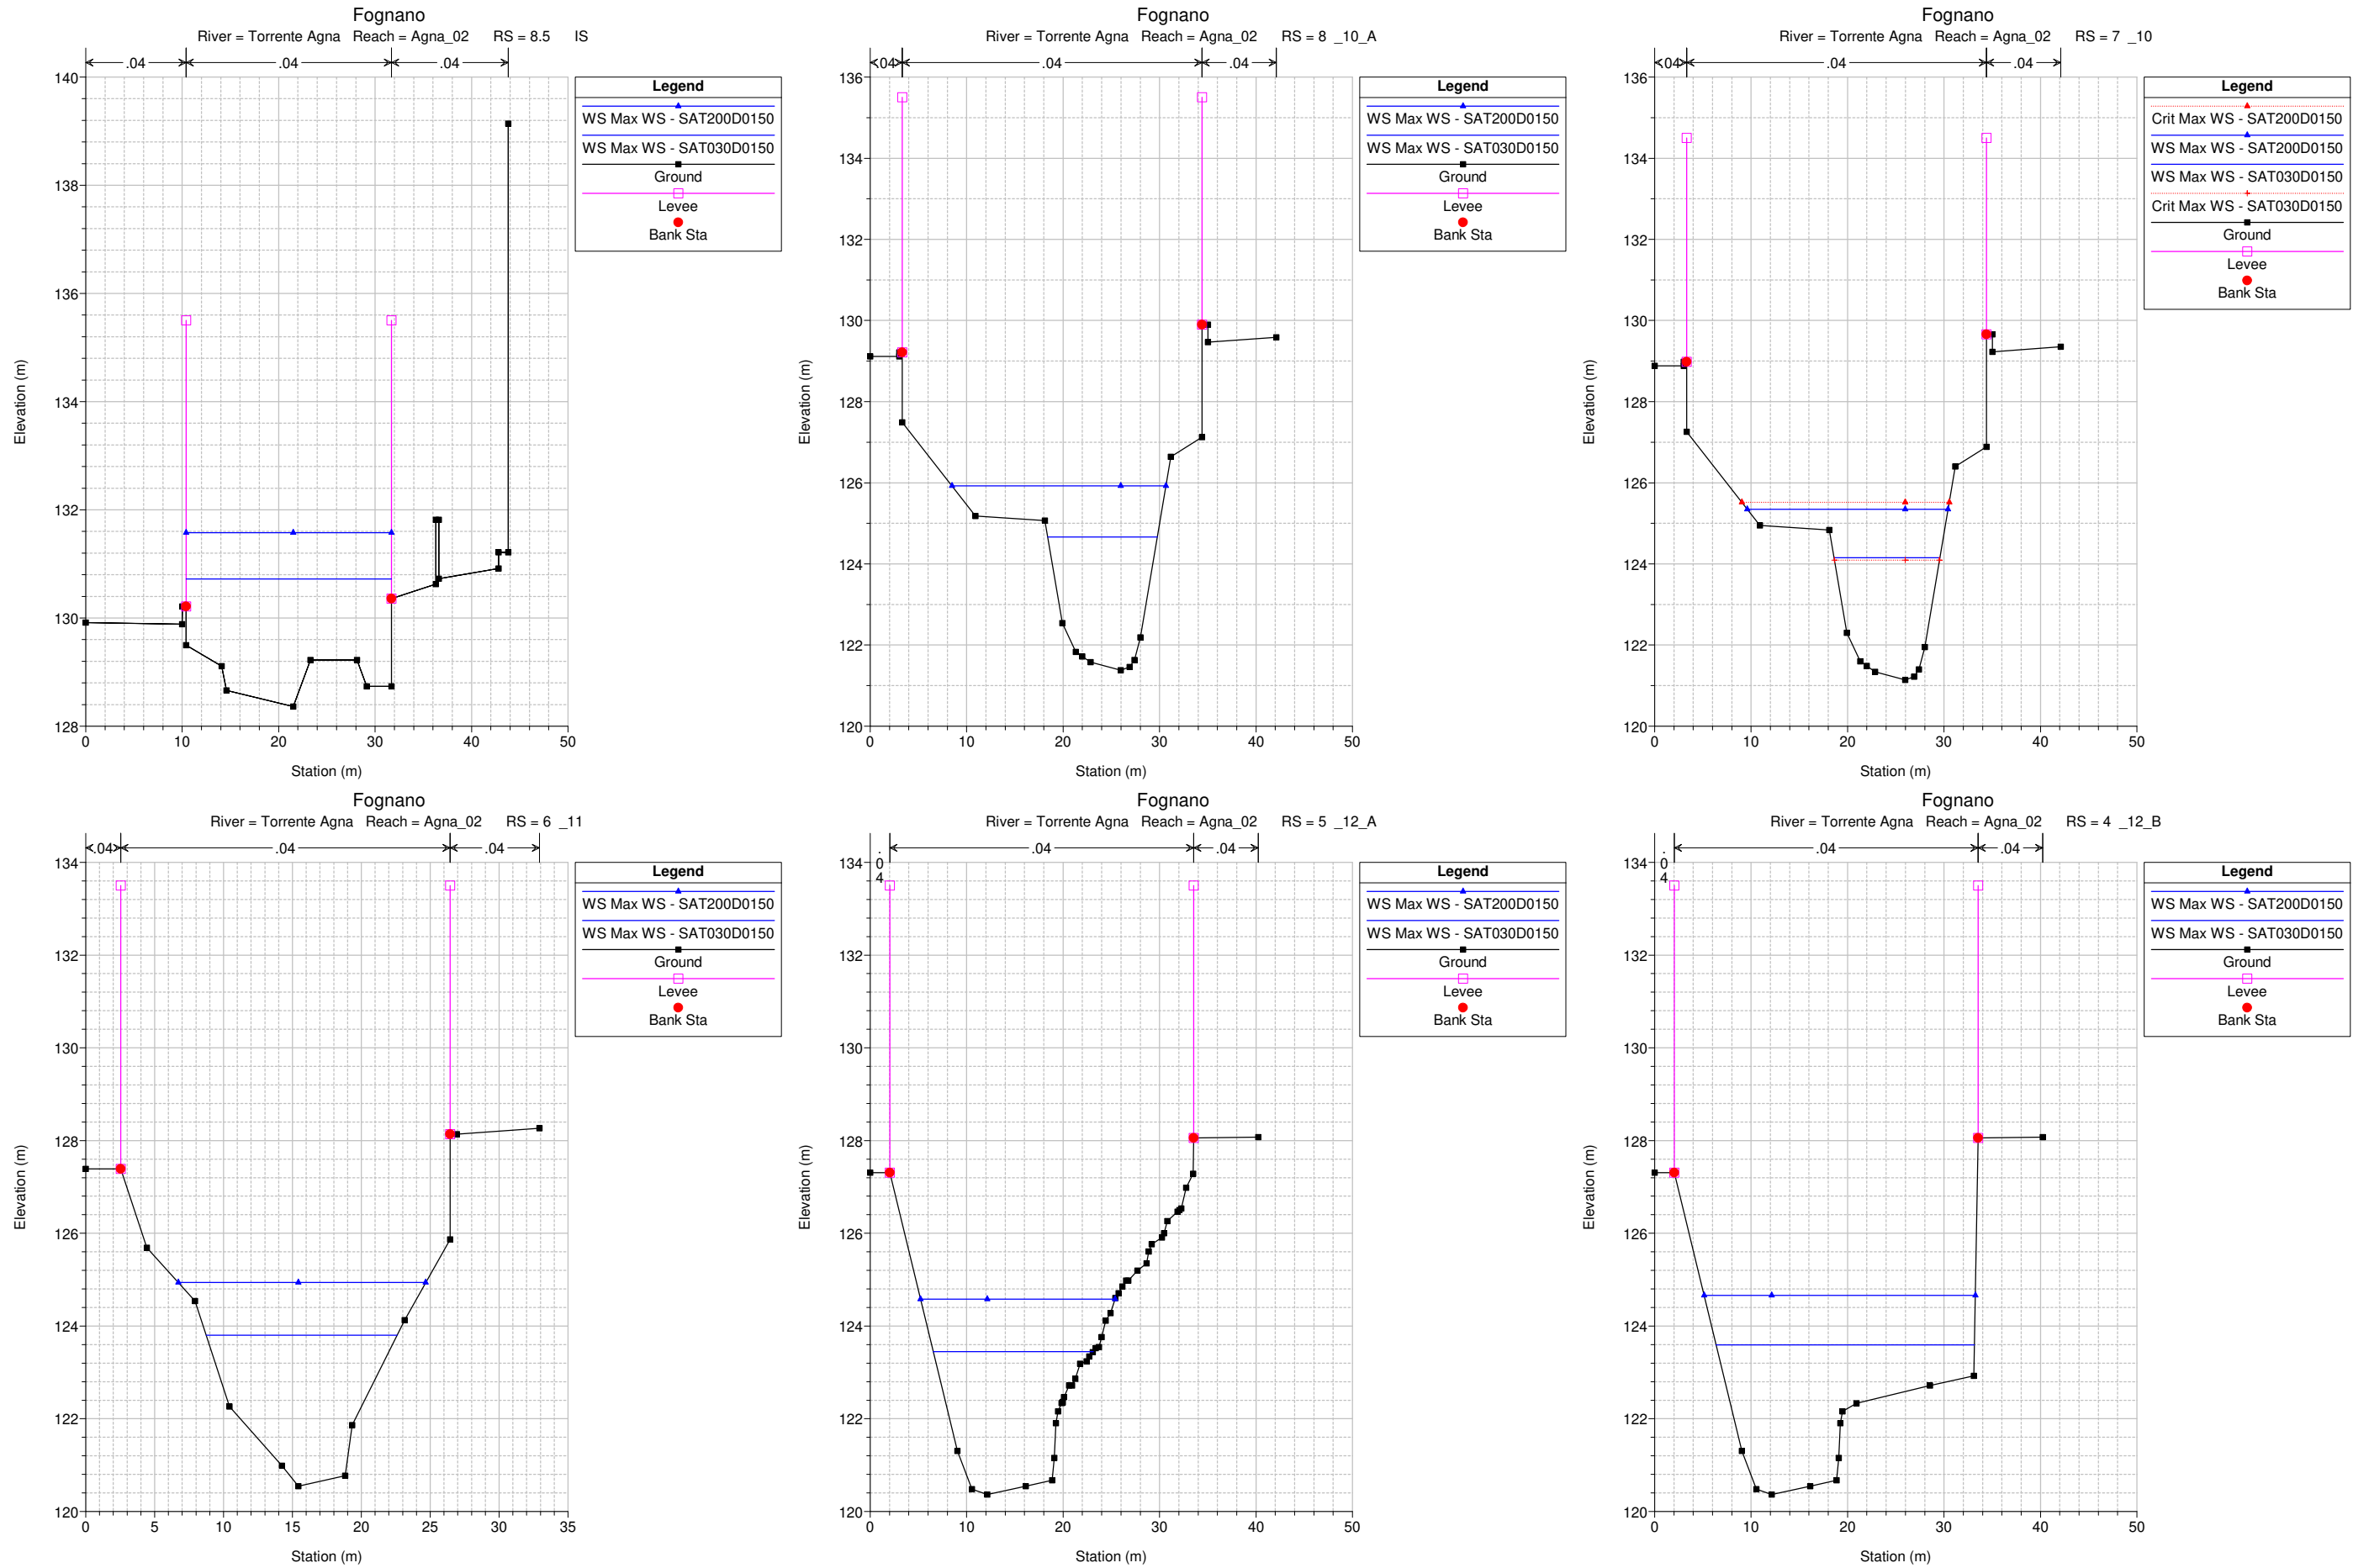 Fognano
River = Torrente Agna Reach = Agna_02 RS = 8.5 IS
.04 .04 .04
Elevation (m)
140
138
136
134
132
130
128
0 10 20 30 40 50
Station (m)
Legend
WS Max WS - SAT200D0150
WS Max WS - SAT030D0150
Ground
Levee
Bank Sta
Fognano
River = Torrente Agna Reach = Agna_02 RS = 8 _10_A
.04 .04 .04
Elevation (m)
136
134
132
130
128
126
124
122
120
0 10 20 30 40 50
Station (m)
Legend
WS Max WS - SAT200D0150
WS Max WS - SAT030D0150
Ground
Levee
Bank Sta
Fognano
River = Torrente Agna Reach = Agna_02 RS = 7 _10
.04 .04 .04
Elevation (m)
136
134
132
130
128
126
124
122
120
0 10 20 30 40 50
Station (m)
Legend
Crit Max WS - SAT200D0150
WS Max WS - SAT200D0150
WS Max WS - SAT030D0150
Crit Max WS - SAT030D0150
Ground
Levee
Bank Sta
Fognano
River = Torrente Agna Reach = Agna_02 RS = 6 _11
.04 .04 .04
Elevation (m)
134
132
130
128
126
124
122
120
0 5 10 15 20 25 30 35
Station (m)
Legend
WS Max WS - SAT200D0150
WS Max WS - SAT030D0150
Ground
Levee
Bank Sta
Fognano
River = Torrente Agna Reach = Agna_02 RS = 5 _12_A
.04 .04 .04
Elevation (m)
134
132
130
128
126
124
122
120
0 10 20 30 40 50
Station (m)
Legend
WS Max WS - SAT200D0150
WS Max WS - SAT030D0150
Ground
Levee
Bank Sta
Fognano
River = Torrente Agna Reach = Agna_02 RS = 4 _12_B
.04 .04 .04
Elevation (m)
134
132
130
128
126
124
122
120
0 10 20 30 40 50
Station (m)
Legend
WS Max WS - SAT200D0150
WS Max WS - SAT030D0150
Ground
Levee
Bank Sta